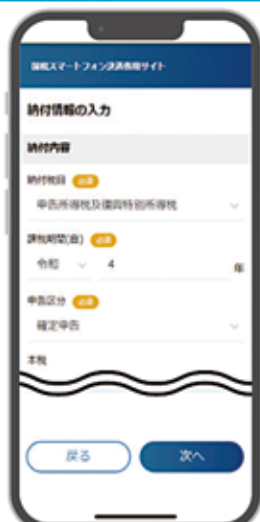 国税スマートフォン決済専用サイト
納付情報の入力
納付内容
納付税目 必須
申告所得税及復興特別所得税
課税期間(自) 必須
令和 4 年
申告区分 必須
確定申告
本税
戻る 次へ